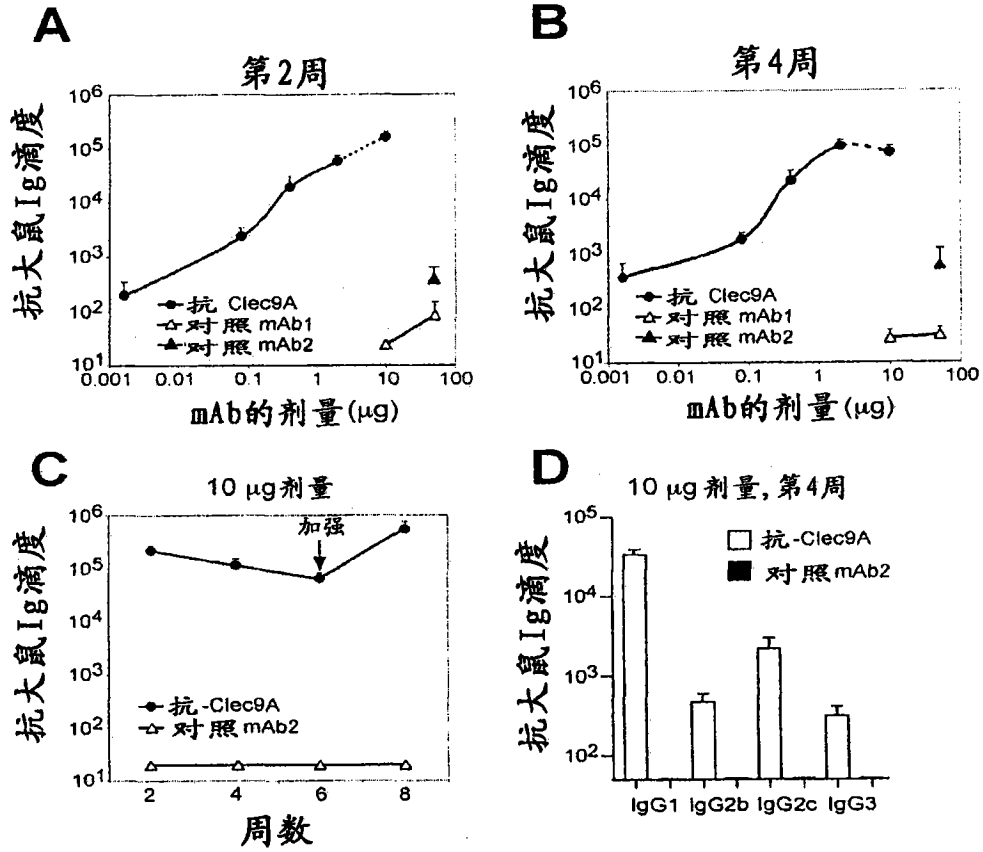 A
第2周
抗大鼠Ig滴度
10⁶
10⁵
10⁴
10³
10²
10¹
抗 Clec9A
对照 mAb1
对照 mAb2
0.001 0.01 0.1 1 10 100
mAb的剂量(μg)
B
第4周
抗大鼠Ig滴度
10⁶
10⁵
10⁴
10³
10²
10¹
抗 Clec9A
对照 mAb1
对照 mAb2
0.001 0.01 0.1 1 10 100
mAb的剂量(μg)
C
10 μg剂量
抗大鼠Ig滴度
10⁶
10⁵
10⁴
10³
10²
10¹
加强
抗-Clec9A
对照 mAb2
2 4 6 8
周数
D
10 μg剂量, 第4周
抗大鼠Ig滴度
10⁵
10⁴
10³
10²
抗-Clec9A
对照 mAb2
IgG1 IgG2b IgG2c IgG3